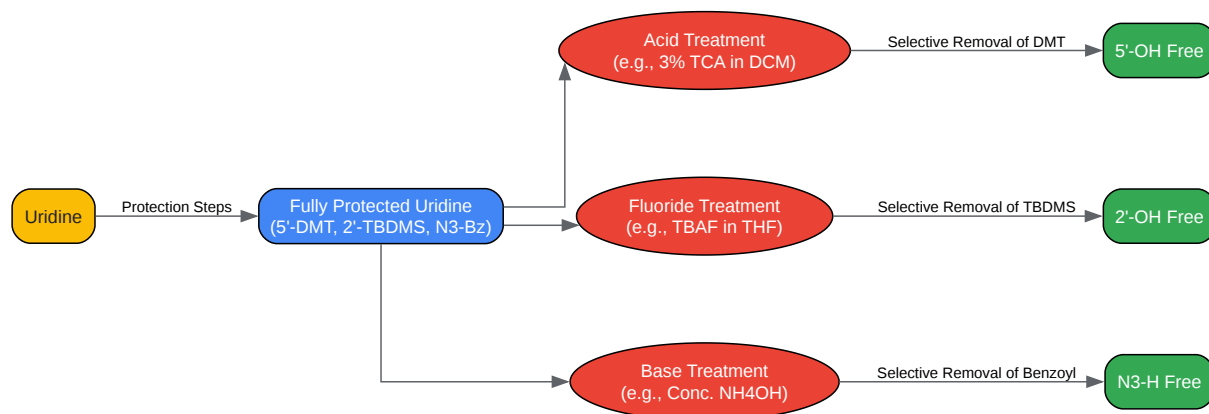 Acid Treatment
(e.g., 3% TCA in DCM)
Selective Removal of DMT
5'-OH Free
Uridine
Protection Steps
Fully Protected Uridine
(5'-DMT, 2'-TBDMS, N3-Bz)
Fluoride Treatment
(e.g., TBAF in THF)
Selective Removal of TBDMS
2'-OH Free
Base Treatment
(e.g., Conc. NH4OH)
Selective Removal of Benzoyl
N3-H Free